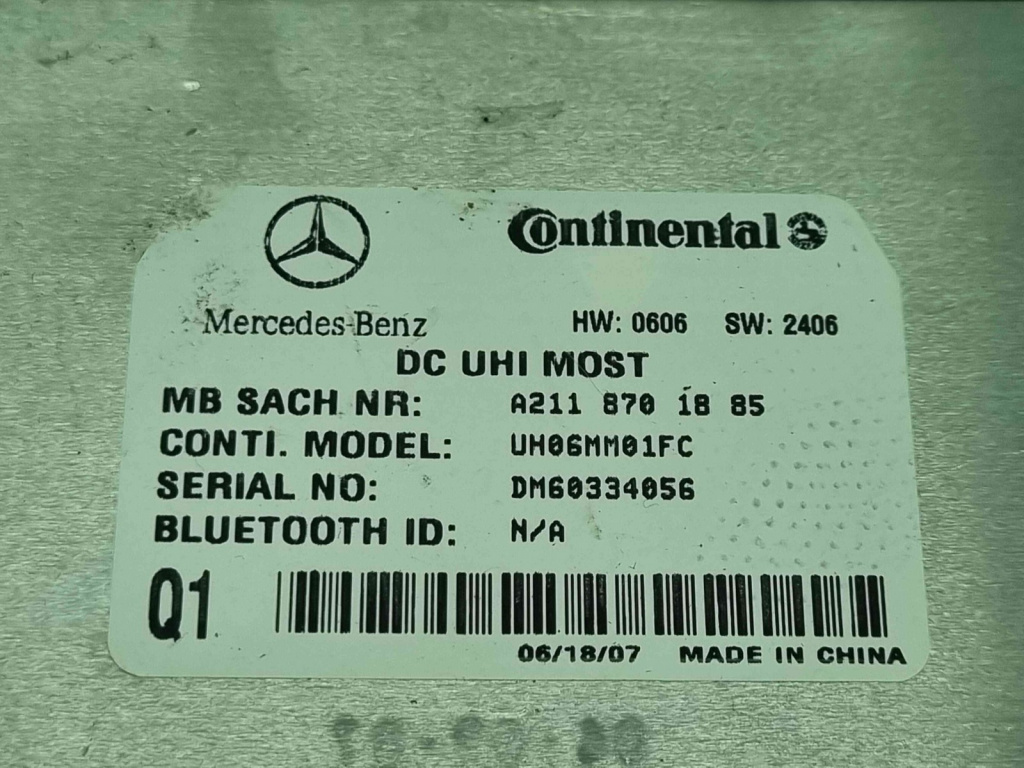 Continental
Mercedes-Benz
HW: 0606 SW: 2406
DC UHI MOST
MB SACH NR: A211 870 18 85
CONTI. MODEL: UH06MM01FC
SERIAL NO: DM60334056
BLUETOOTH ID: N/A
Q1
06/18/07 MADE IN CHINA